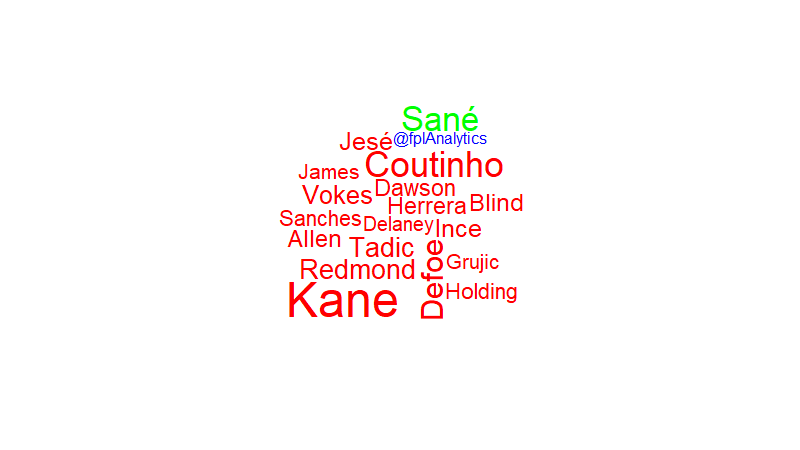 Sané
@fplAnalytics
Jesé
Coutinho
James
Dawson
Vokes
Herrera
Blind
Sanches
Delaney
Ince
Allen
Tadic
Redmond
Defoe
Grujic
Kane
Holding